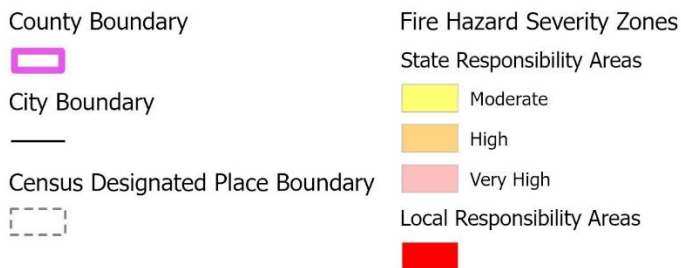 County Boundary
City Boundary
Census Designated Place Boundary
Fire Hazard Severity Zones
State Responsibility Areas
Moderate
High
Very High
Local Responsibility Areas